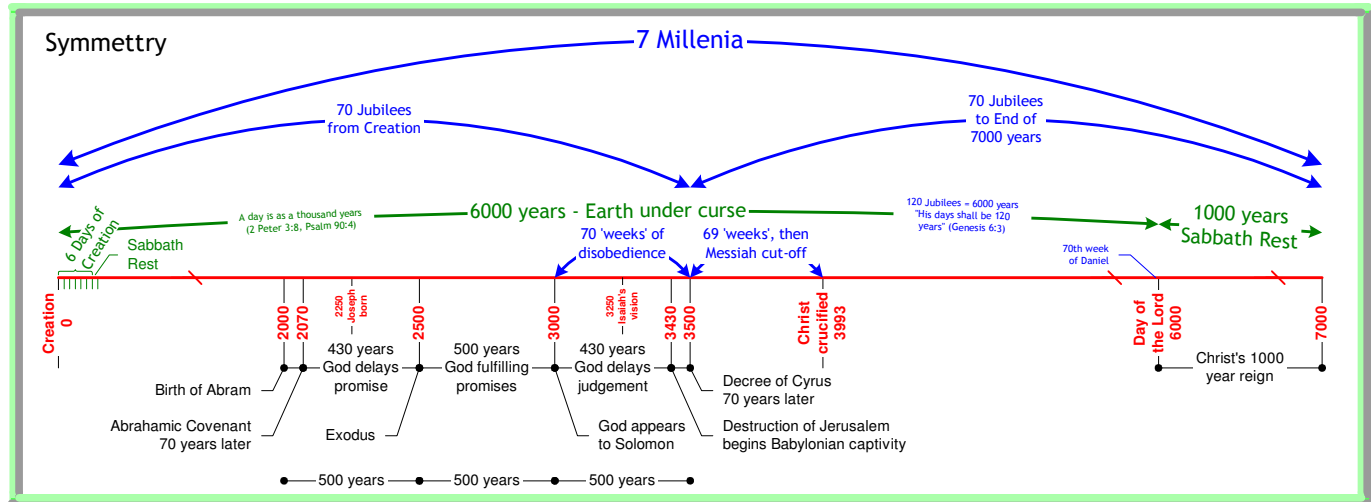 Symmettry
7 Millenia
70 Jubilees
from Creation
70 Jubilees
to End of
7000 years
6 Days of
Creation
Sabbath
Rest
A day is as a thousand years
(2 Peter 3:8, Psalm 90:4)
6000 years - Earth under curse
120 Jubilees = 6000 years
"His days shall be 120
years" (Genesis 6:3)
1000 years
Sabbath Rest
70 'weeks' of
disobedience
69 'weeks', then
Messiah cut-off
70th week
of Daniel
Creation
0
2000
2070
2250
Joseph
born
2500
3000
3250
Isaiah's
vision
3430
3500
Christ
crucified
3993
Day of
the Lord
6000
7000
430 years
God delays
promise
500 years
God fulfilling
promises
430 years
God delays
judgement
Christ's 1000
year reign
Birth of Abram
Abrahamic Covenant
70 years later
Exodus
God appears
to Solomon
Decree of Cyrus
70 years later
Destruction of Jerusalem
begins Babylonian captivity
500 years
500 years
500 years